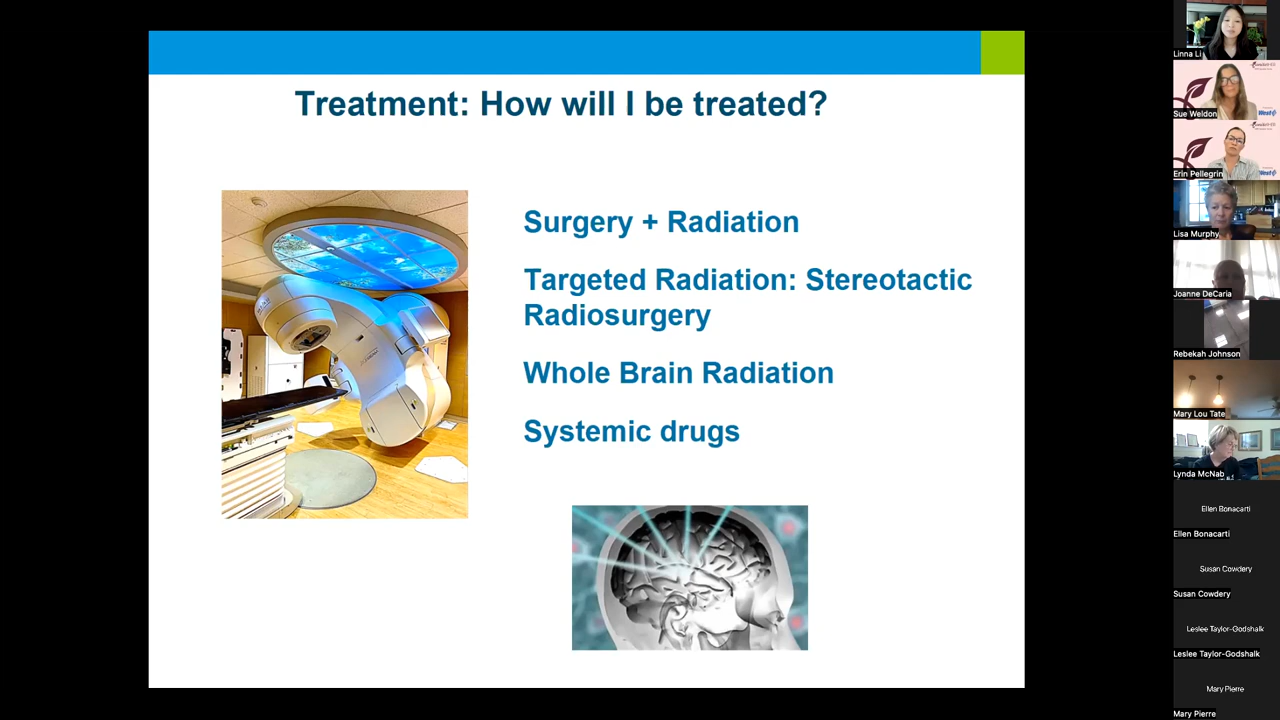 Treatment: How will I be treated?
Surgery + Radiation
Targeted Radiation: Stereotactic
Radiosurgery
Whole Brain Radiation
Systemic drugs
Linna Li
Sue Weldon
West
Erin Pellegrin
West
Lisa Murphy
Joanne DeCaria
Rebekah Johnson
Mary Lou Tate
Lynda McNab
Ellen Bonacarti
Ellen Bonacarti
Susan Cowdery
Susan Cowdery
Leslee Taylor-Godshalk
Leslee Taylor-Godshalk
Mary Pierre
Mary Pierre